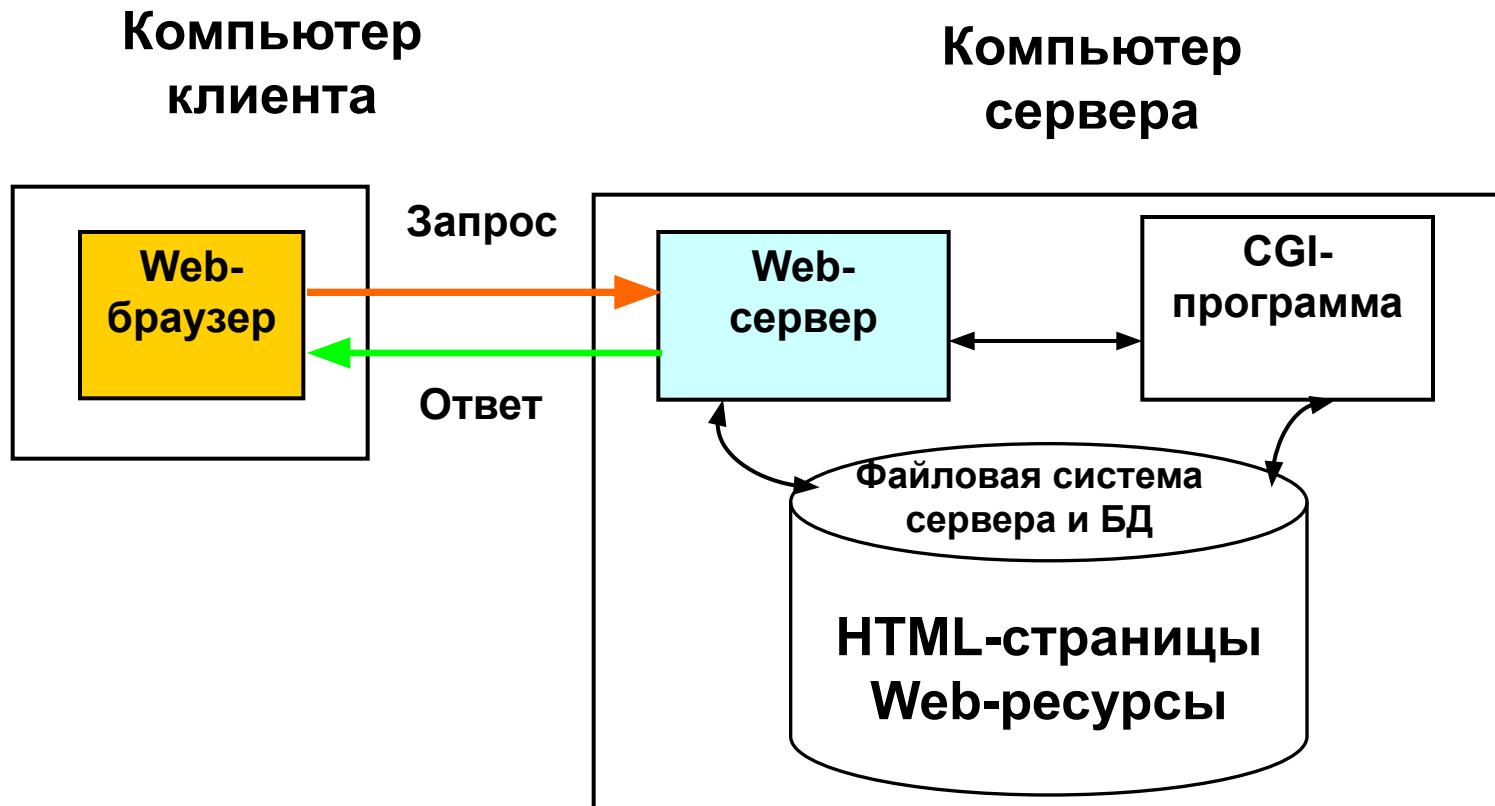 Компьютер
клиента
Компьютер
сервера
Запрос
Web-
браузер
Web-
сервер
CGI-
программа
Ответ
Файловая система
сервера и БД
HTML-страницы
Web-ресурсы